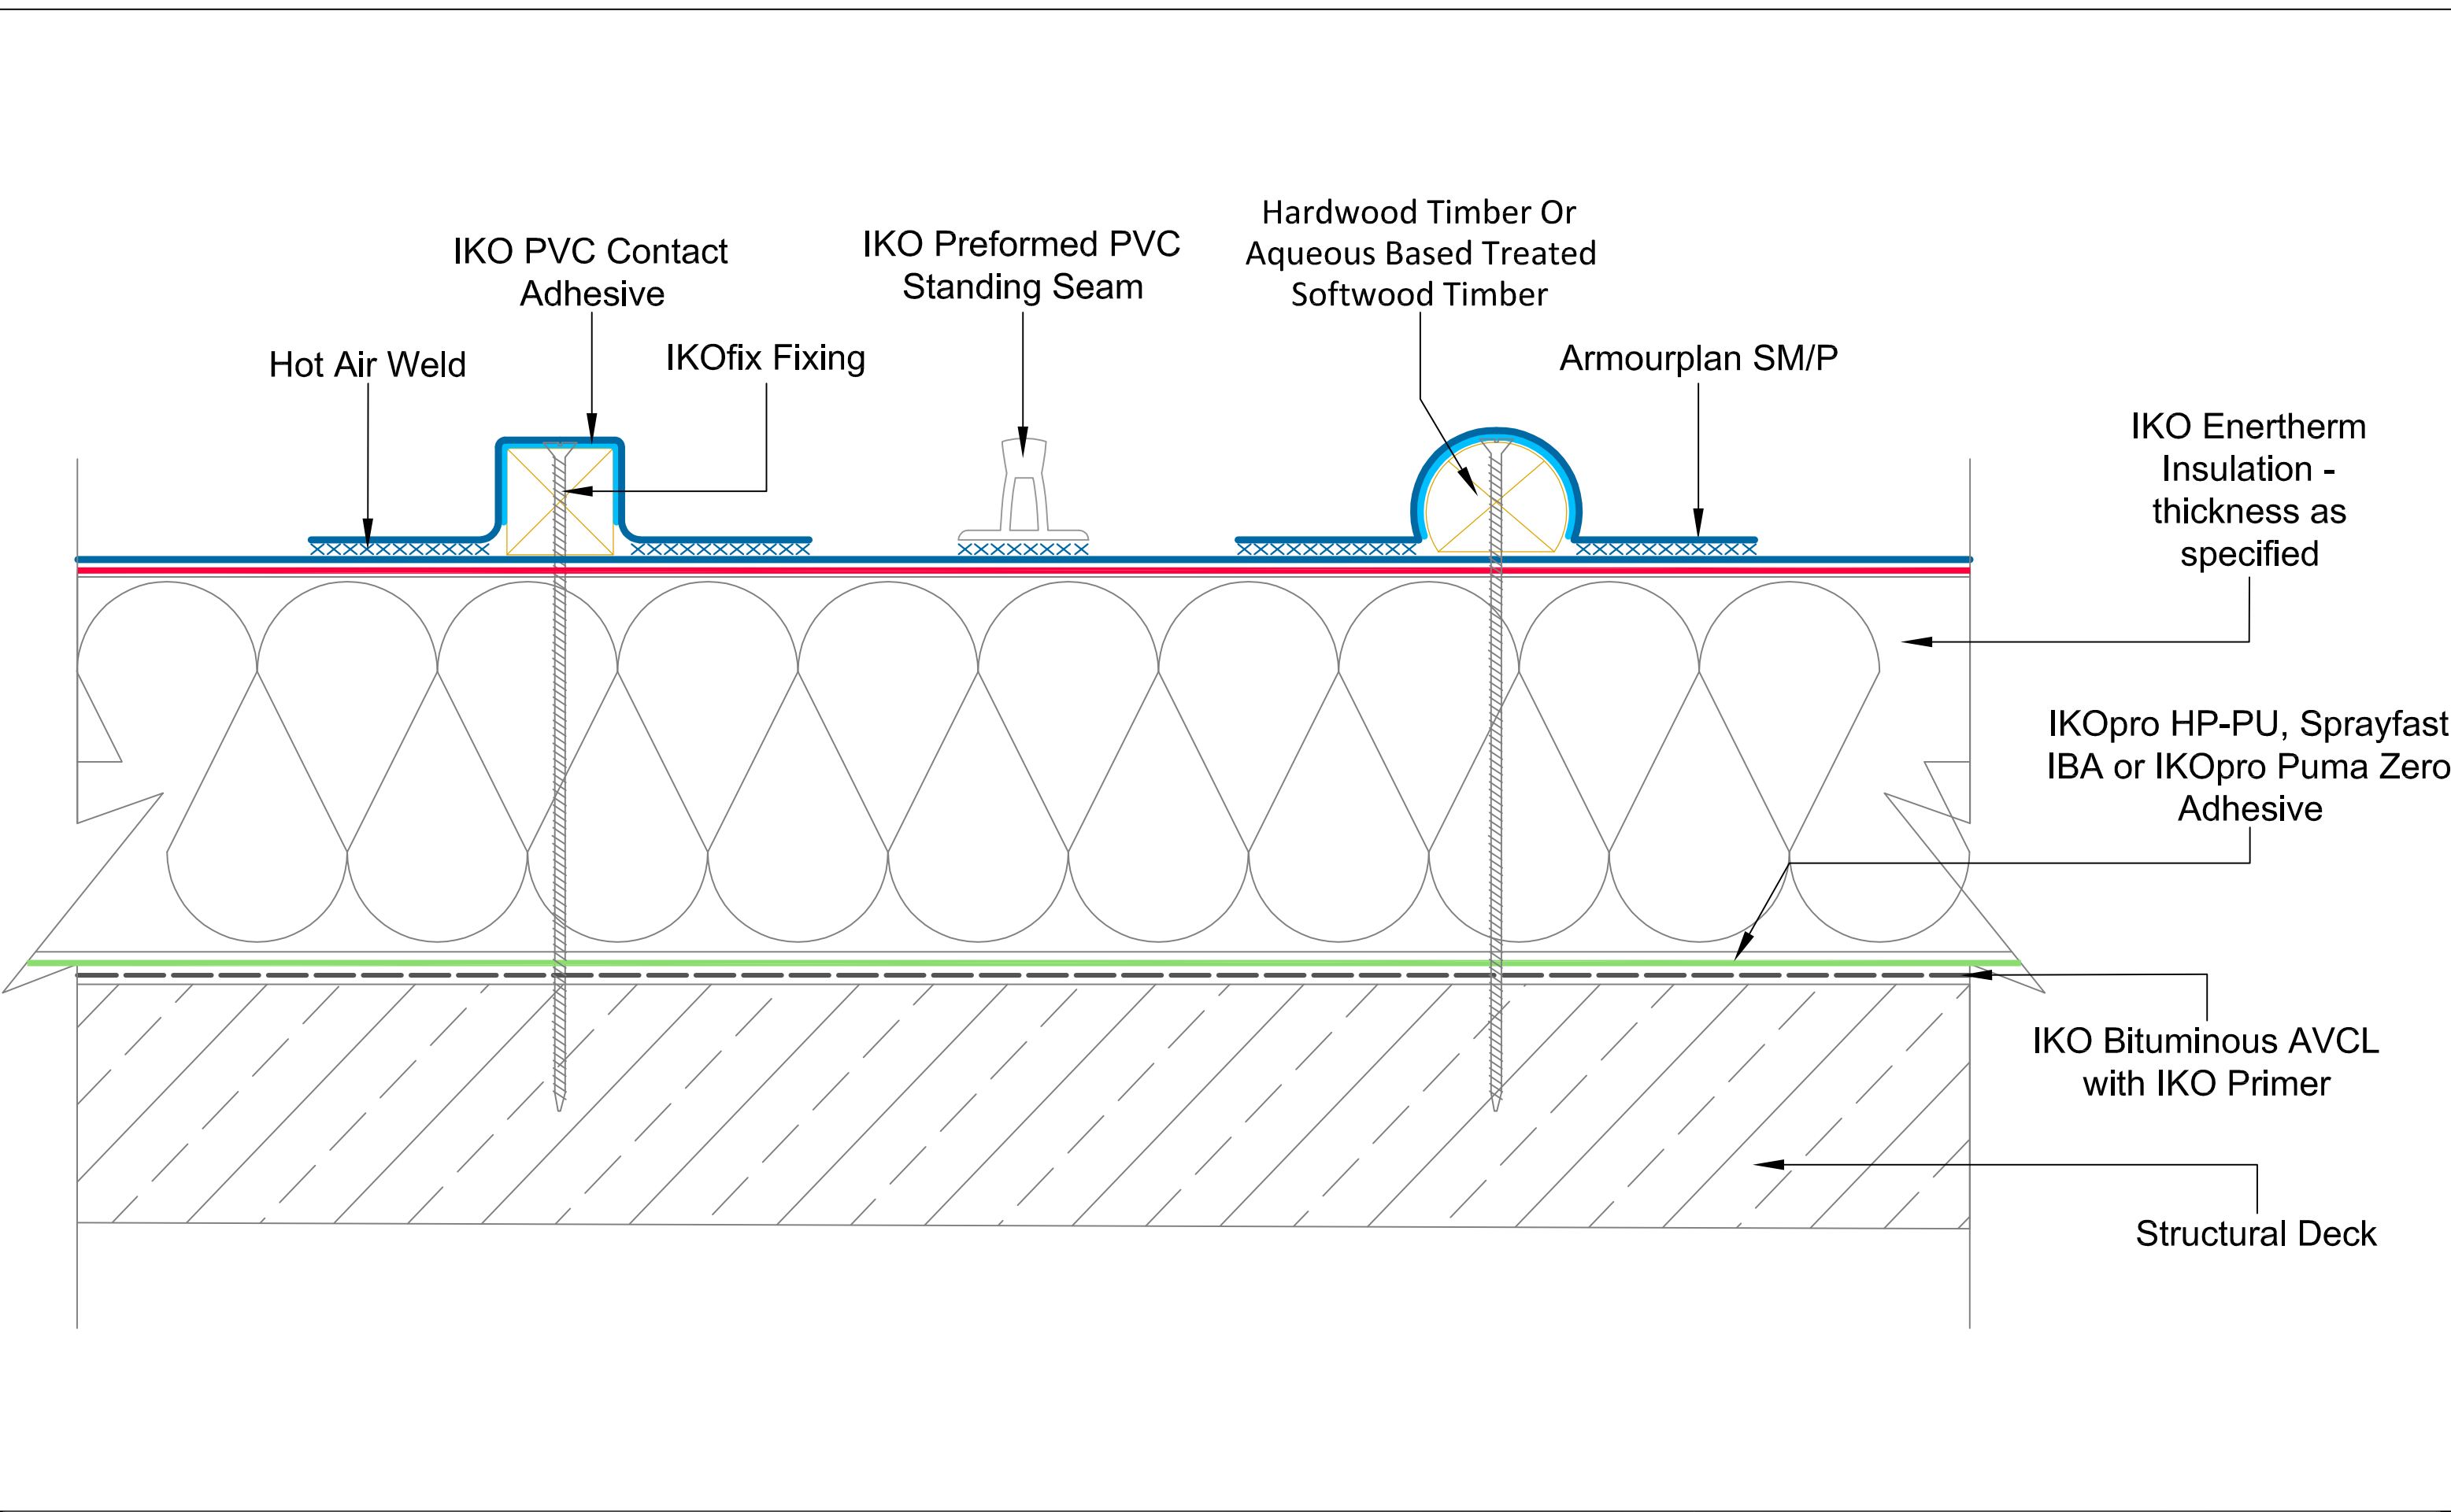 Hardwood Timber Or
Aqueous Based Treated
Softwood Timber
IKO PVC Contact
Adhesive
IKO Preformed PVC
Standing Seam
Hot Air Weld
IKOfix Fixing
Armourplan SM/P
IKO Enertherm
Insulation -
thickness as
specified
IKOpro HP-PU, Sprayfast
IBA or IKOpro Puma Zero
Adhesive
IKO Bituminous AVCL
with IKO Primer
Structural Deck